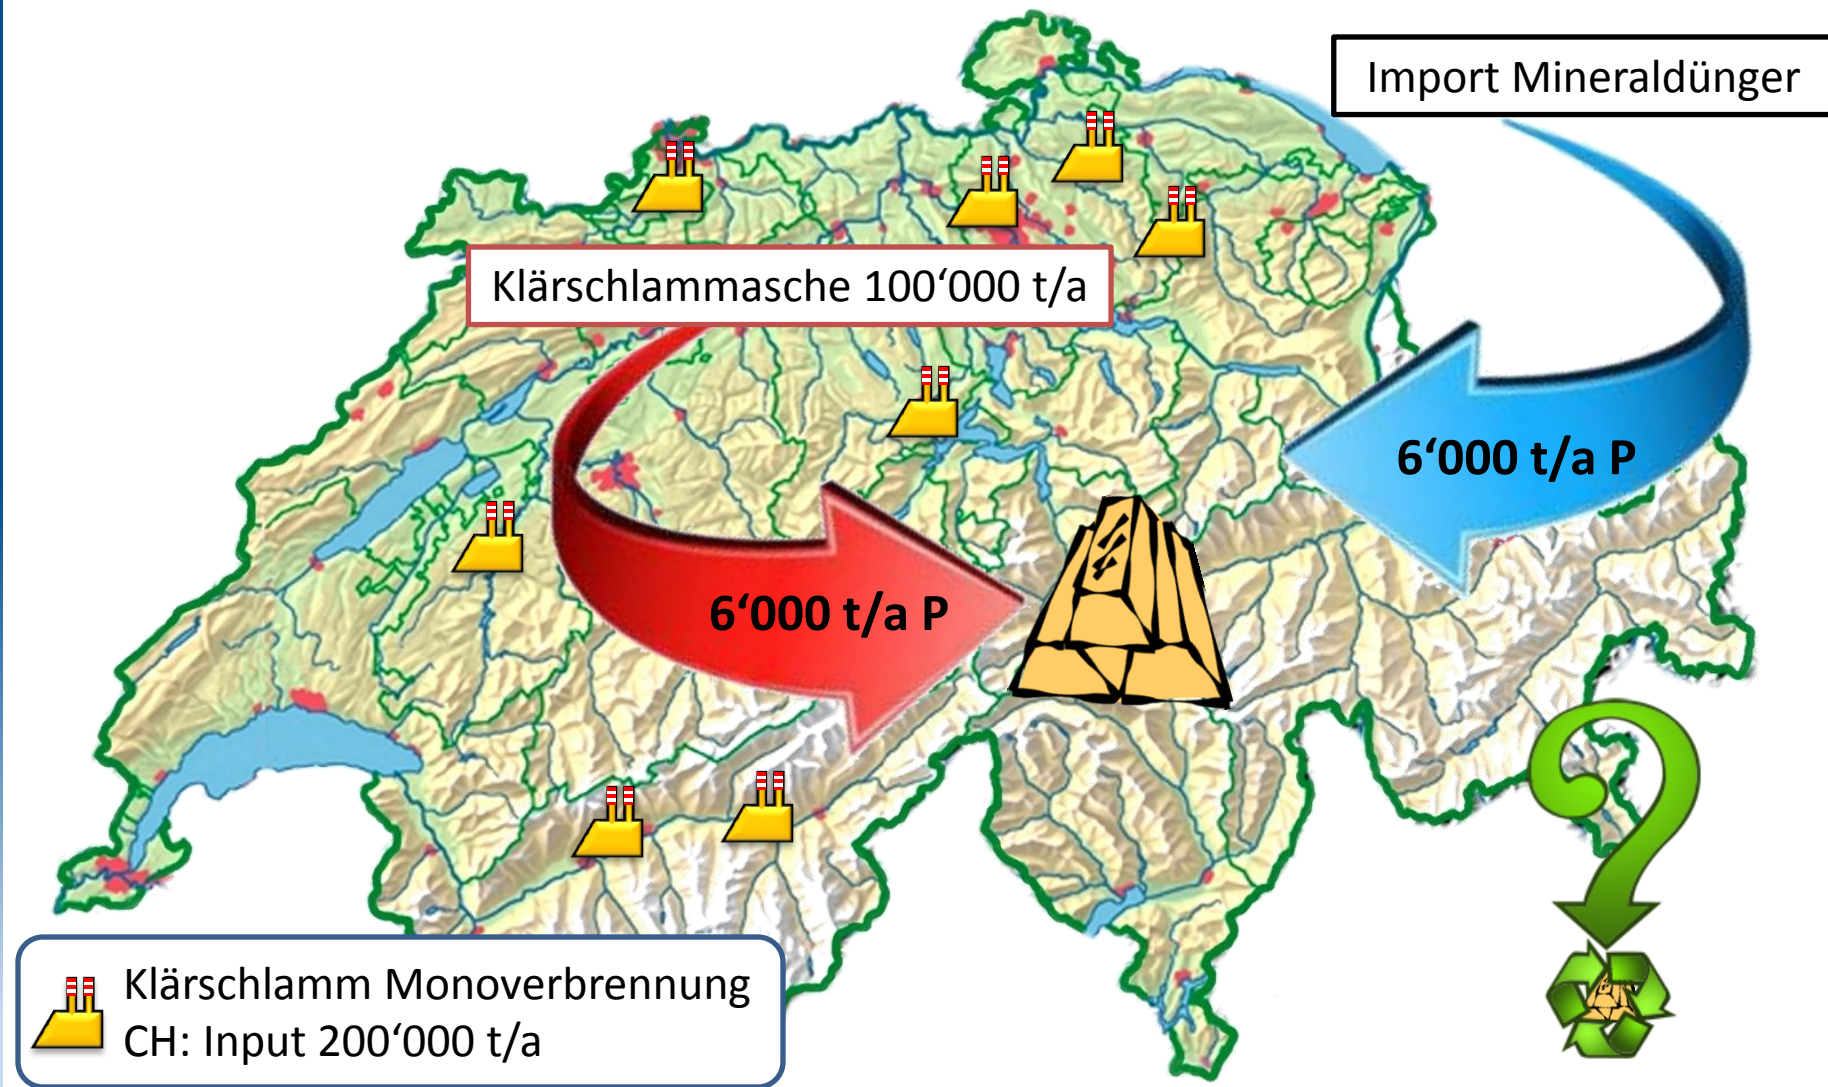 Import Mineraldünger
Klärschlammasche 100‘000 t/a
6‘000 t/a P
6‘000 t/a P
Klärschlamm Monoverbrennung
CH: Input 200‘000 t/a